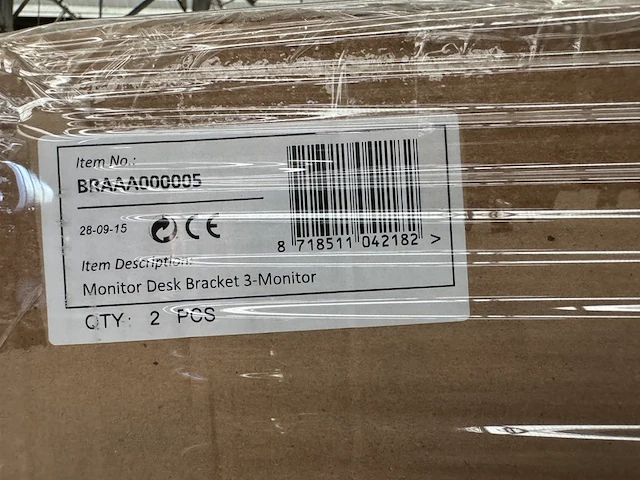 Item No.:
BRAAA000005
28-09-15 CE
8 718511 042182 >
Item Description:
Monitor Desk Bracket 3-Monitor
QTY: 2 PCS